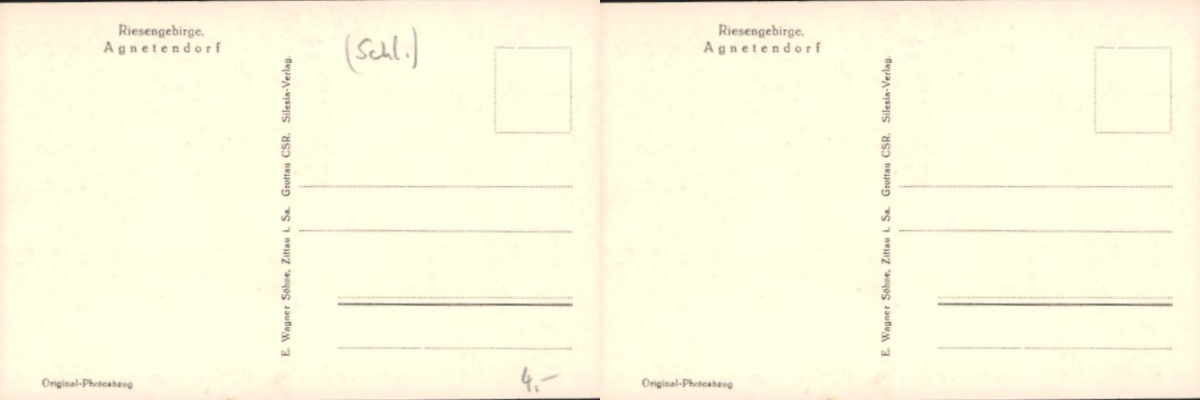 Riesengebirge.
Agnetendorf
(Schl.)
E. Wagner Söhne, Zittau i. Sa. Grottau CSR. Silesia-Verlag.
Original-Photoabzug
4,-
Riesengebirge.
Agnetendorf
E. Wagner Söhne, Zittau i. Sa. Grottau CSR. Silesia-Verlag.
Original-Photoabzug